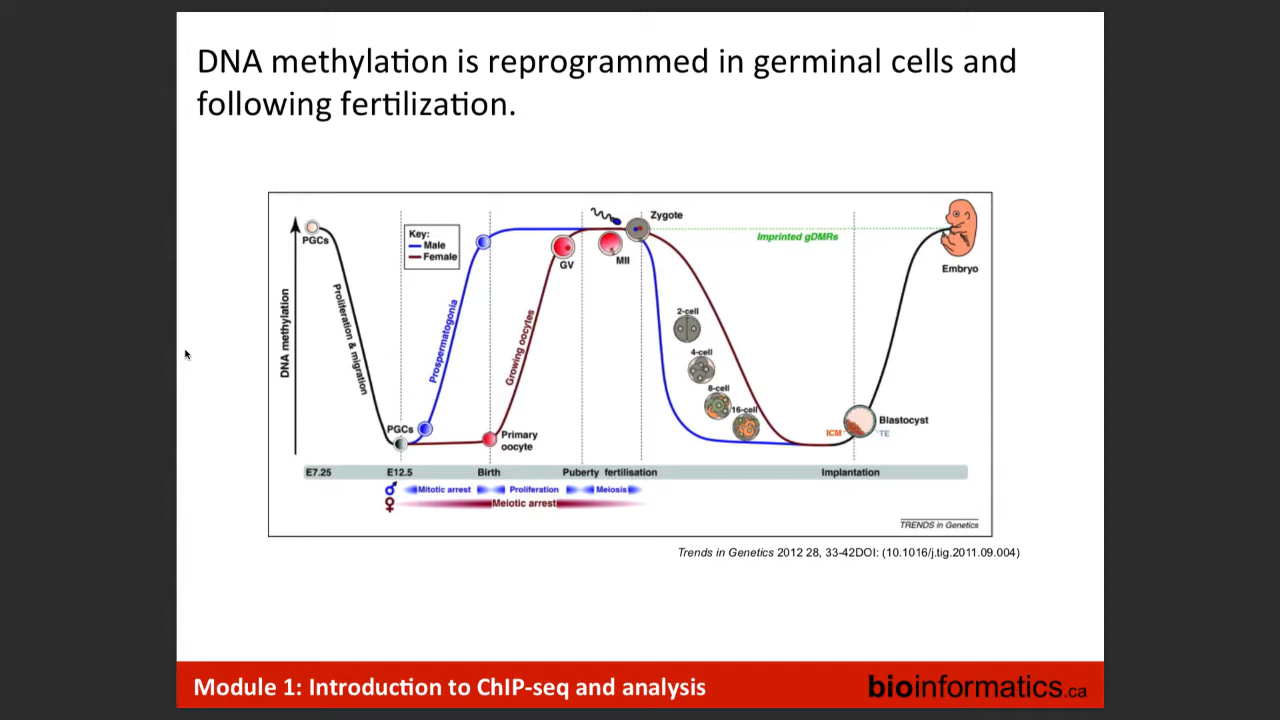 DNA methylation is reprogrammed in germinal cells and
following fertilization.
Zygote
PGCs
Key:
Male
Female
GV
MII
Imprinted gDMRs
Embryo
DNA methylation
Proliferation & migration
Prospermatogonia
Growing oocytes
2-cell
4-cell
8-cell
16-cell
PGCs
Primary
oocyte
ICM
TE
Blastocyst
E7.25 E12.5 Birth Puberty fertilisation Implantation
♂ Mitotic arrest Proliferation Meiosis
♀ Meiotic arrest
TRENDS in Genetics
Trends in Genetics 2012 28, 33-42DOI: (10.1016/j.tig.2011.09.004)
Module 1: Introduction to ChIP-seq and analysis
bioinformatics.ca